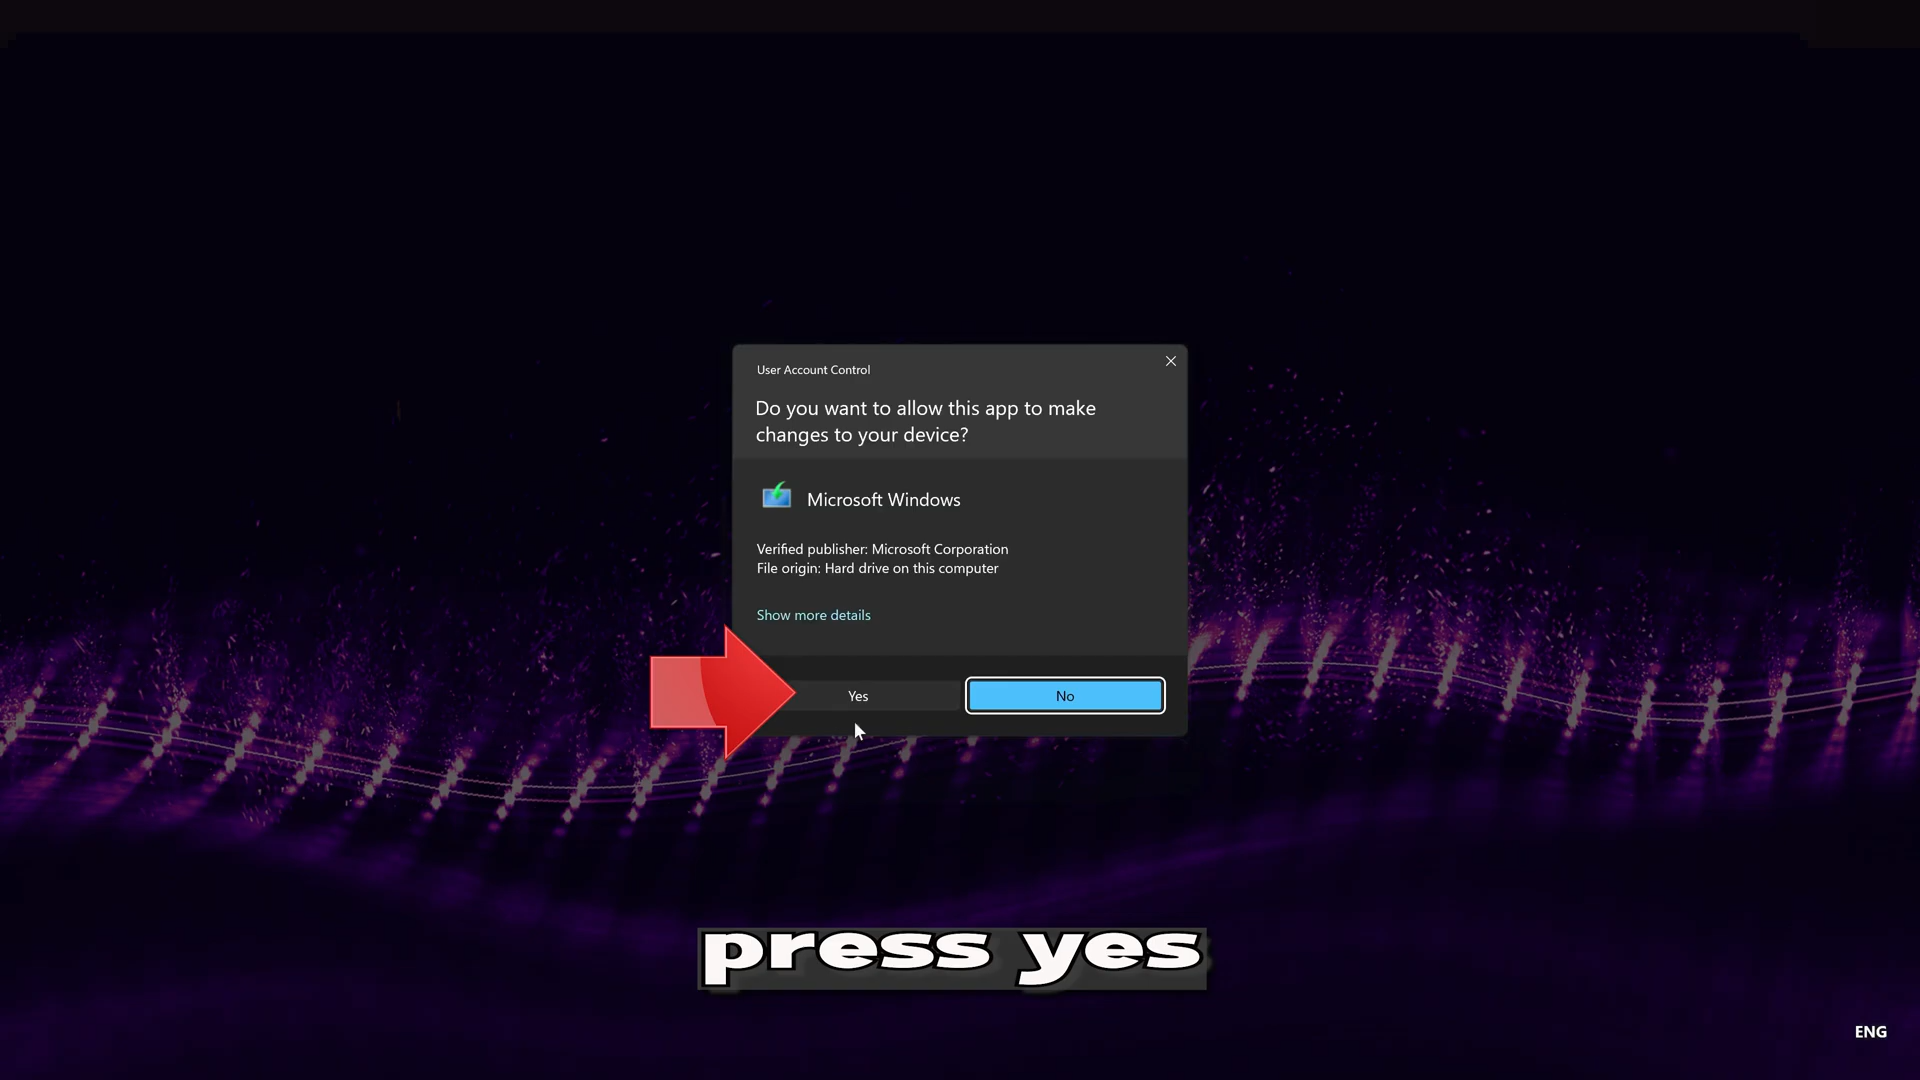 User Account Control
Do you want to allow this app to make
changes to your device?
Microsoft Windows
Verified publisher: Microsoft Corporation
File origin: Hard drive on this computer
Show more details
Yes
No
press yes
ENG